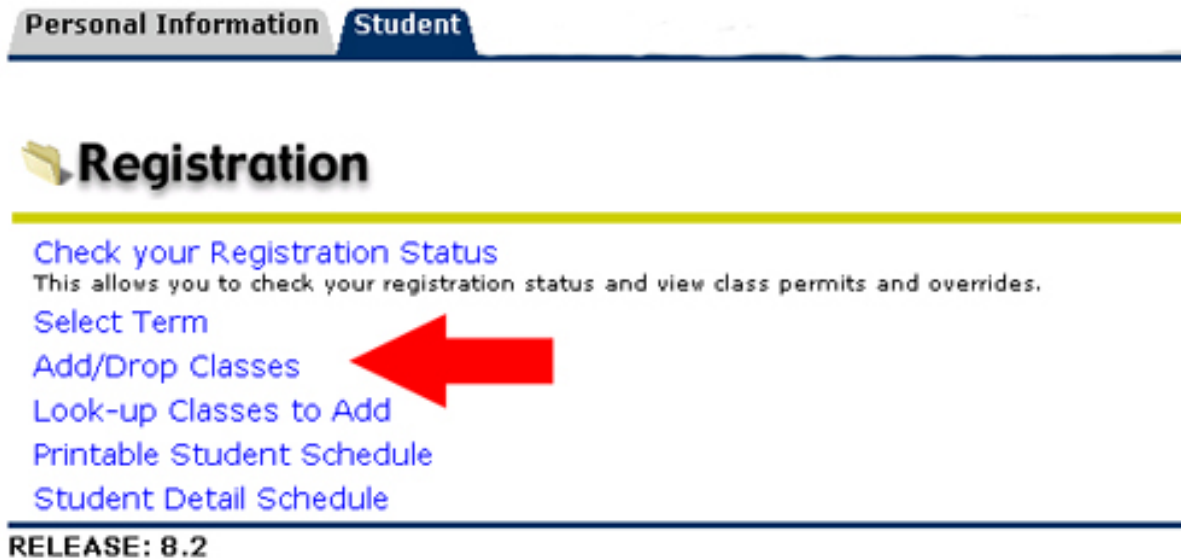 Personal Information Student
Registration
Check your Registration Status
This allows you to check your registration status and view class permits and overrides.
Select Term
Add/Drop Classes
Look-up Classes to Add
Printable Student Schedule
Student Detail Schedule
RELEASE: 8.2